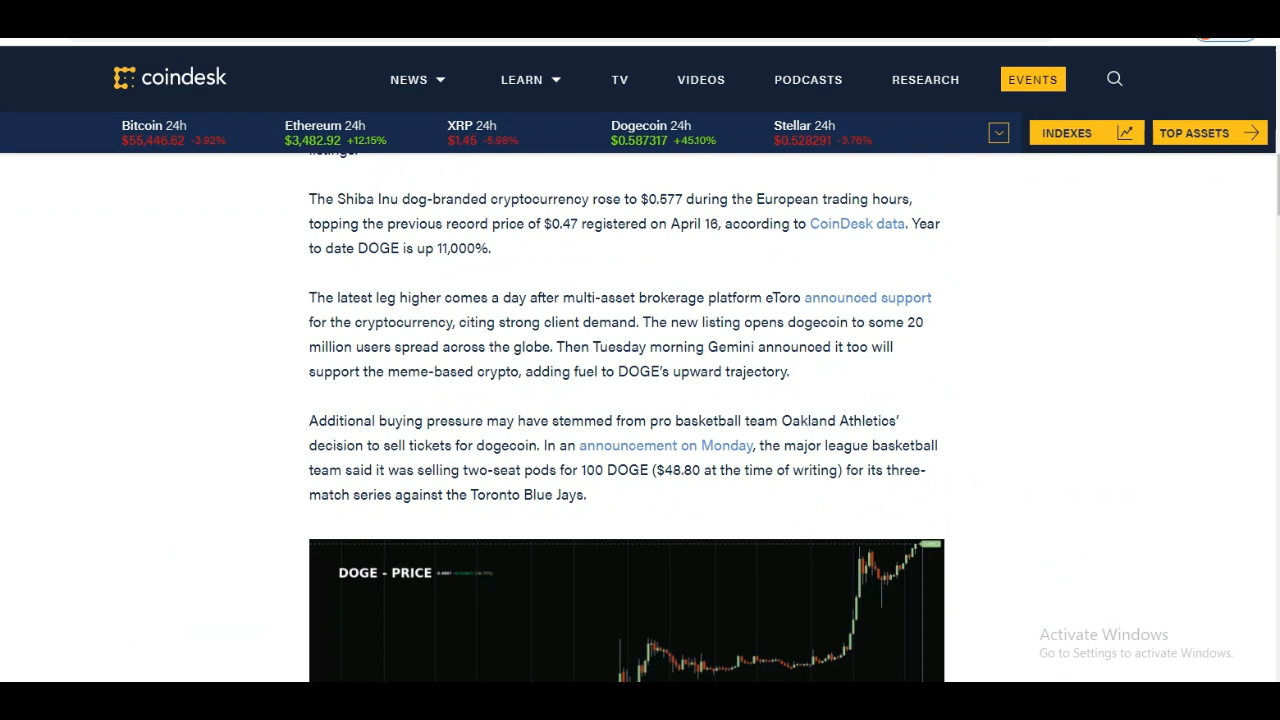 coindesk
NEWS LEARN TV VIDEOS PODCASTS RESEARCH EVENTS
Bitcoin 24h Ethereum 24h XRP 24h Dogecoin 24h Stellar 24h
$55,446.62 -3.92% $3,482.92 +12.15% $1.45 -5.98% $0.587317 +45.10% $0.528291 -3.76%
INDEXES TOP ASSETS
listings.
The Shiba Inu dog-branded cryptocurrency rose to $0.577 during the European trading hours,
topping the previous record price of $0.47 registered on April 16, according to CoinDesk data. Year
to date DOGE is up 11,000%.
The latest leg higher comes a day after multi-asset brokerage platform eToro announced support
for the cryptocurrency, citing strong client demand. The new listing opens dogecoin to some 20
million users spread across the globe. Then Tuesday morning Gemini announced it too will
support the meme-based crypto, adding fuel to DOGE's upward trajectory.
Additional buying pressure may have stemmed from pro basketball team Oakland Athletics'
decision to sell tickets for dogecoin. In an announcement on Monday, the major league basketball
team said it was selling two-seat pods for 100 DOGE ($48.80 at the time of writing) for its three-
match series against the Toronto Blue Jays.
DOGE - PRICE
Activate Windows
Go to Settings to activate Windows.